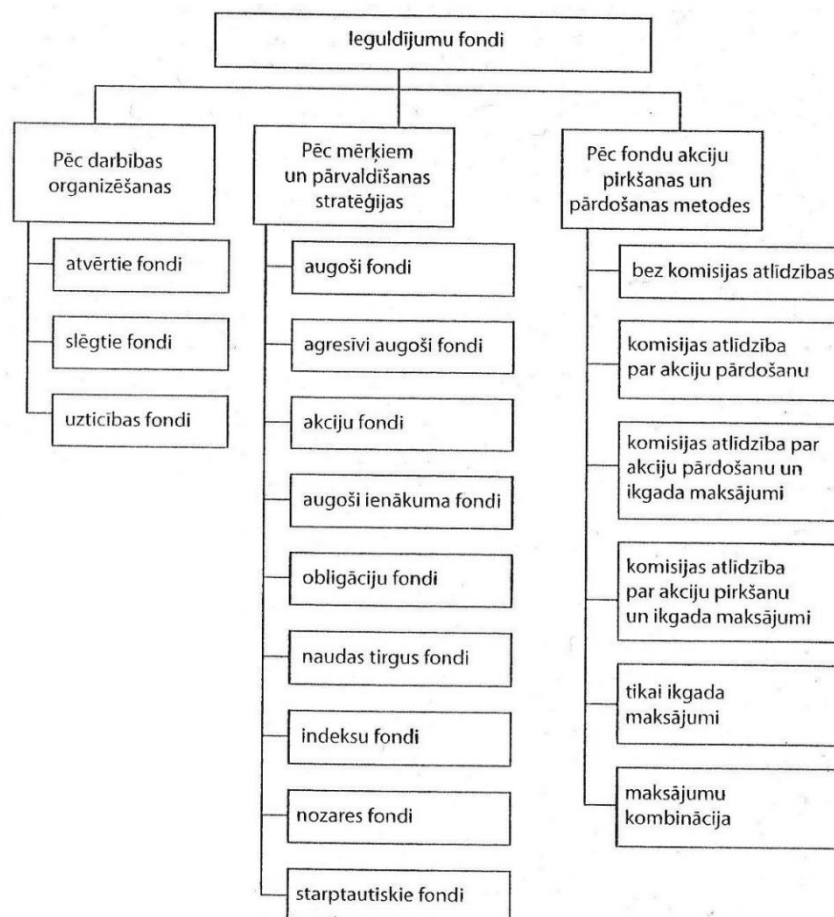 Ieguldījumu fondi
Pēc darbības
organizēšanas
atvērtie fondi
slēgtie fondi
uzticības fondi
Pēc mērķiem
un pārvaldīšanas
stratēģijas
augoši fondi
agresīvi augoši fondi
akciju fondi
augoši ienākuma fondi
obligāciju fondi
naudas tirgus fondi
indeksu fondi
nozares fondi
starptautiskie fondi
Pēc fondu akciju
pirkšanas un
pārdošanas metodes
bez komisijas atlīdzības
komisijas atlīdzība
par akciju pārdošanu
komisijas atlīdzība par
akciju pārdošanu un
ikgada maksājumi
komisijas atlīdzība
par akciju pirkšanu
un ikgada maksājumi
tikai ikgada
maksājumi
maksājumu
kombinācija